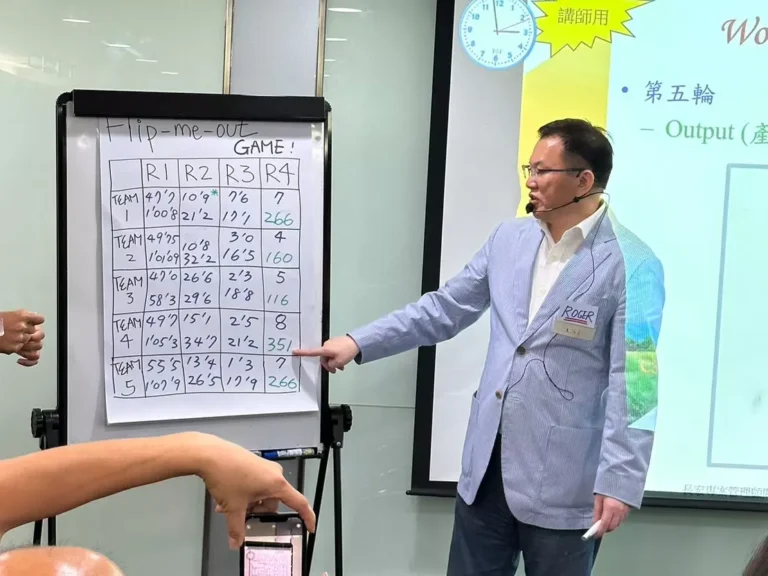 Flip-me-out
GAME!
R1 R2 R3 R4
TEAM 1 47'7 10'9* 7'6 7
1'00'8 21'2 17'1 266
TEAM 2 49'75 10'8 3'0 4
1'01'09 32'2 16'5 160
TEAM 3 47'0 26'6 2'3 5
58'3 29'6 18'8 116
TEAM 4 49'7 15'1 2'5 8
1'05'3 34'7 21'2 351
TEAM 5 55'5 13'4 1'3 7
1'07'9 26'5 17'9 266
講師用
Wo
• 第五輪
– Output (產
ROGER